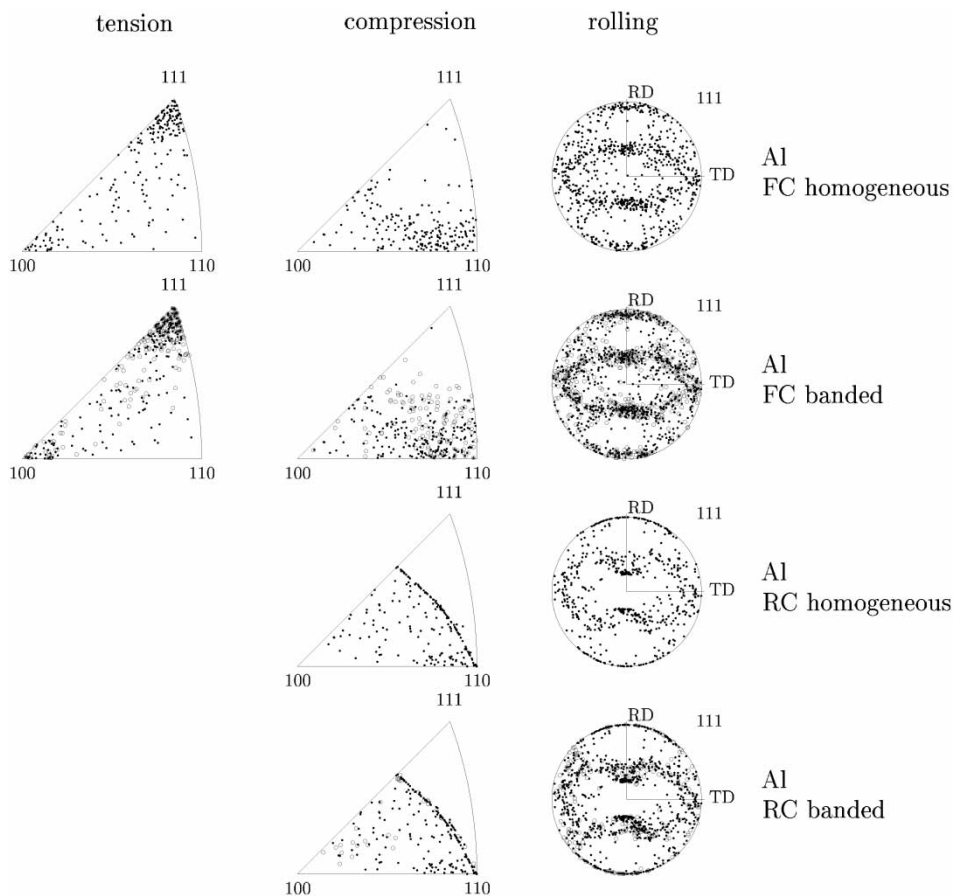 tension compression rolling
111 111 RD 111
TD
Al
FC homogeneous
100 110 100 110
111 111 RD 111
TD
Al
FC banded
100 110 100 110
111 RD 111
TD
Al
RC homogeneous
100 110
111 RD 111
TD
Al
RC banded
100 110